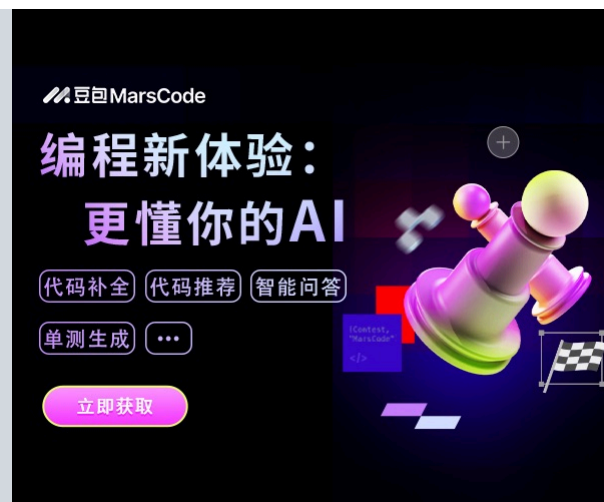 豆包MarsCode
编程新体验：
更懂你的AI
代码补全 代码推荐 智能问答
单测生成 •••
立即获取
!Contest,
"MarsCode"
</>